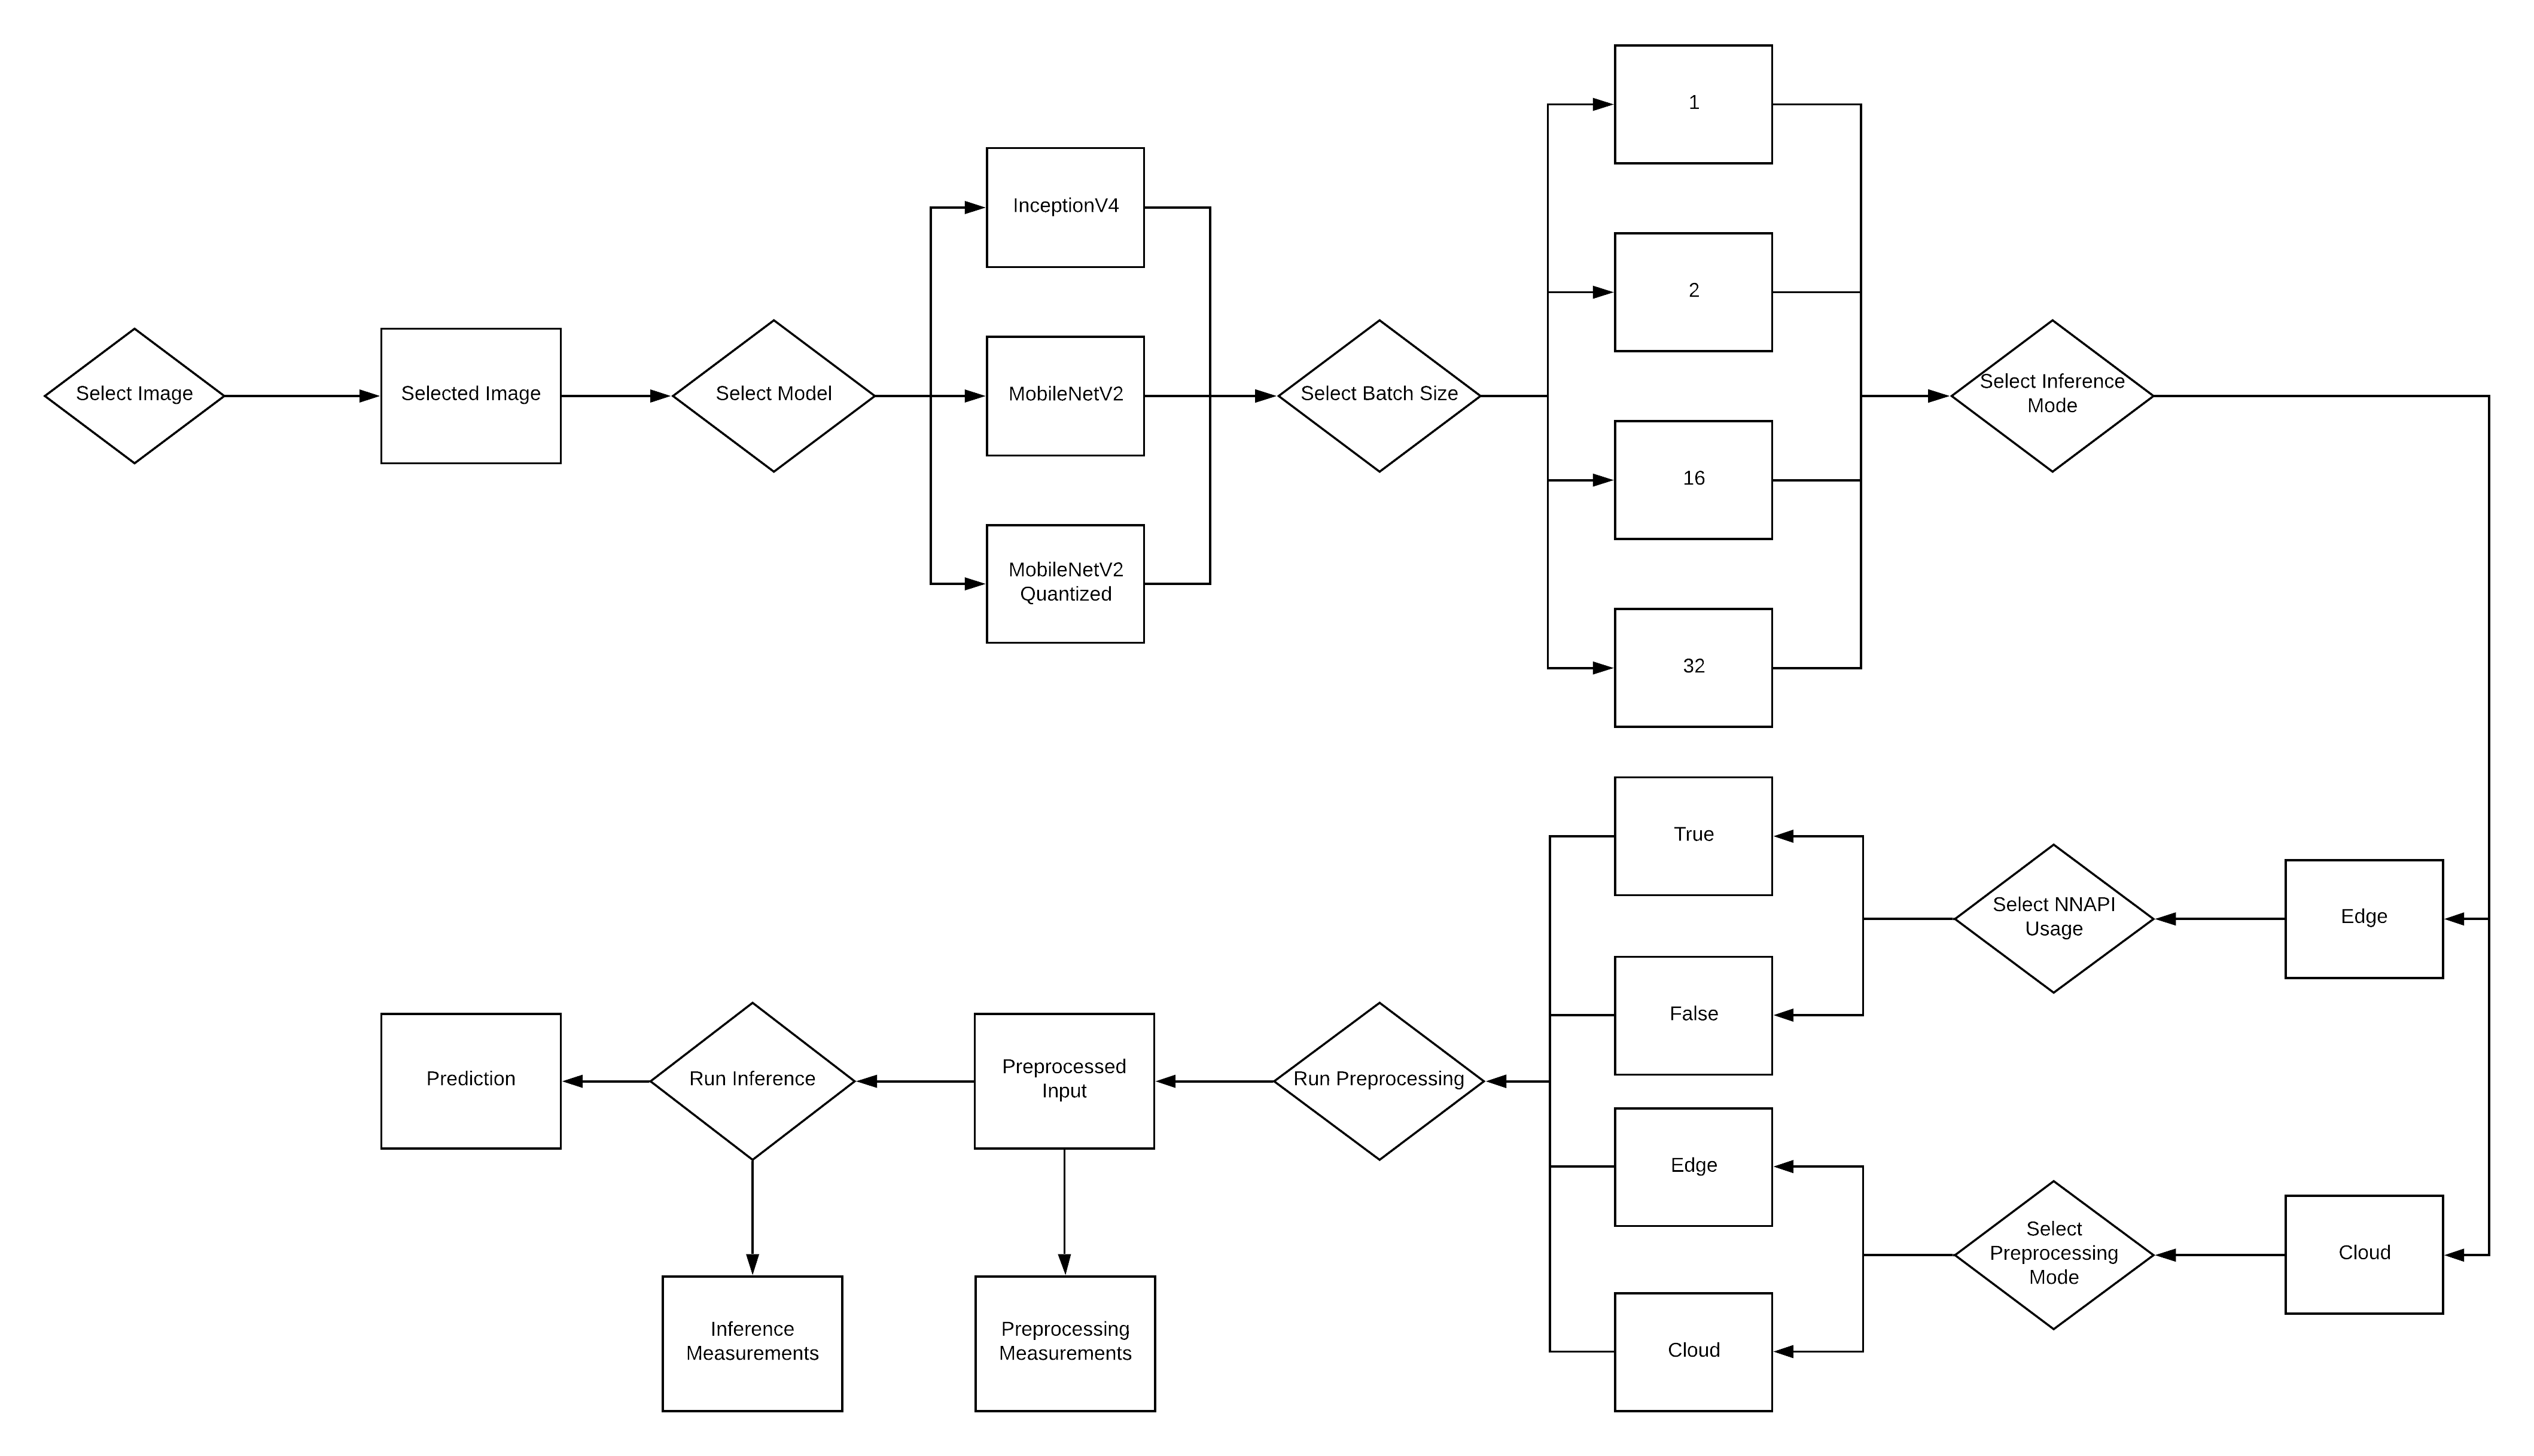 Select Image
Selected Image
Select Model
InceptionV4
MobileNetV2
MobileNetV2
Quantized
Select Batch Size
1
2
16
32
Select Inference
Mode
Edge
Select NNAPI
Usage
True
False
Cloud
Select
Preprocessing
Mode
Edge
Cloud
Run Preprocessing
Preprocessed
Input
Preprocessing
Measurements
Run Inference
Inference
Measurements
Prediction